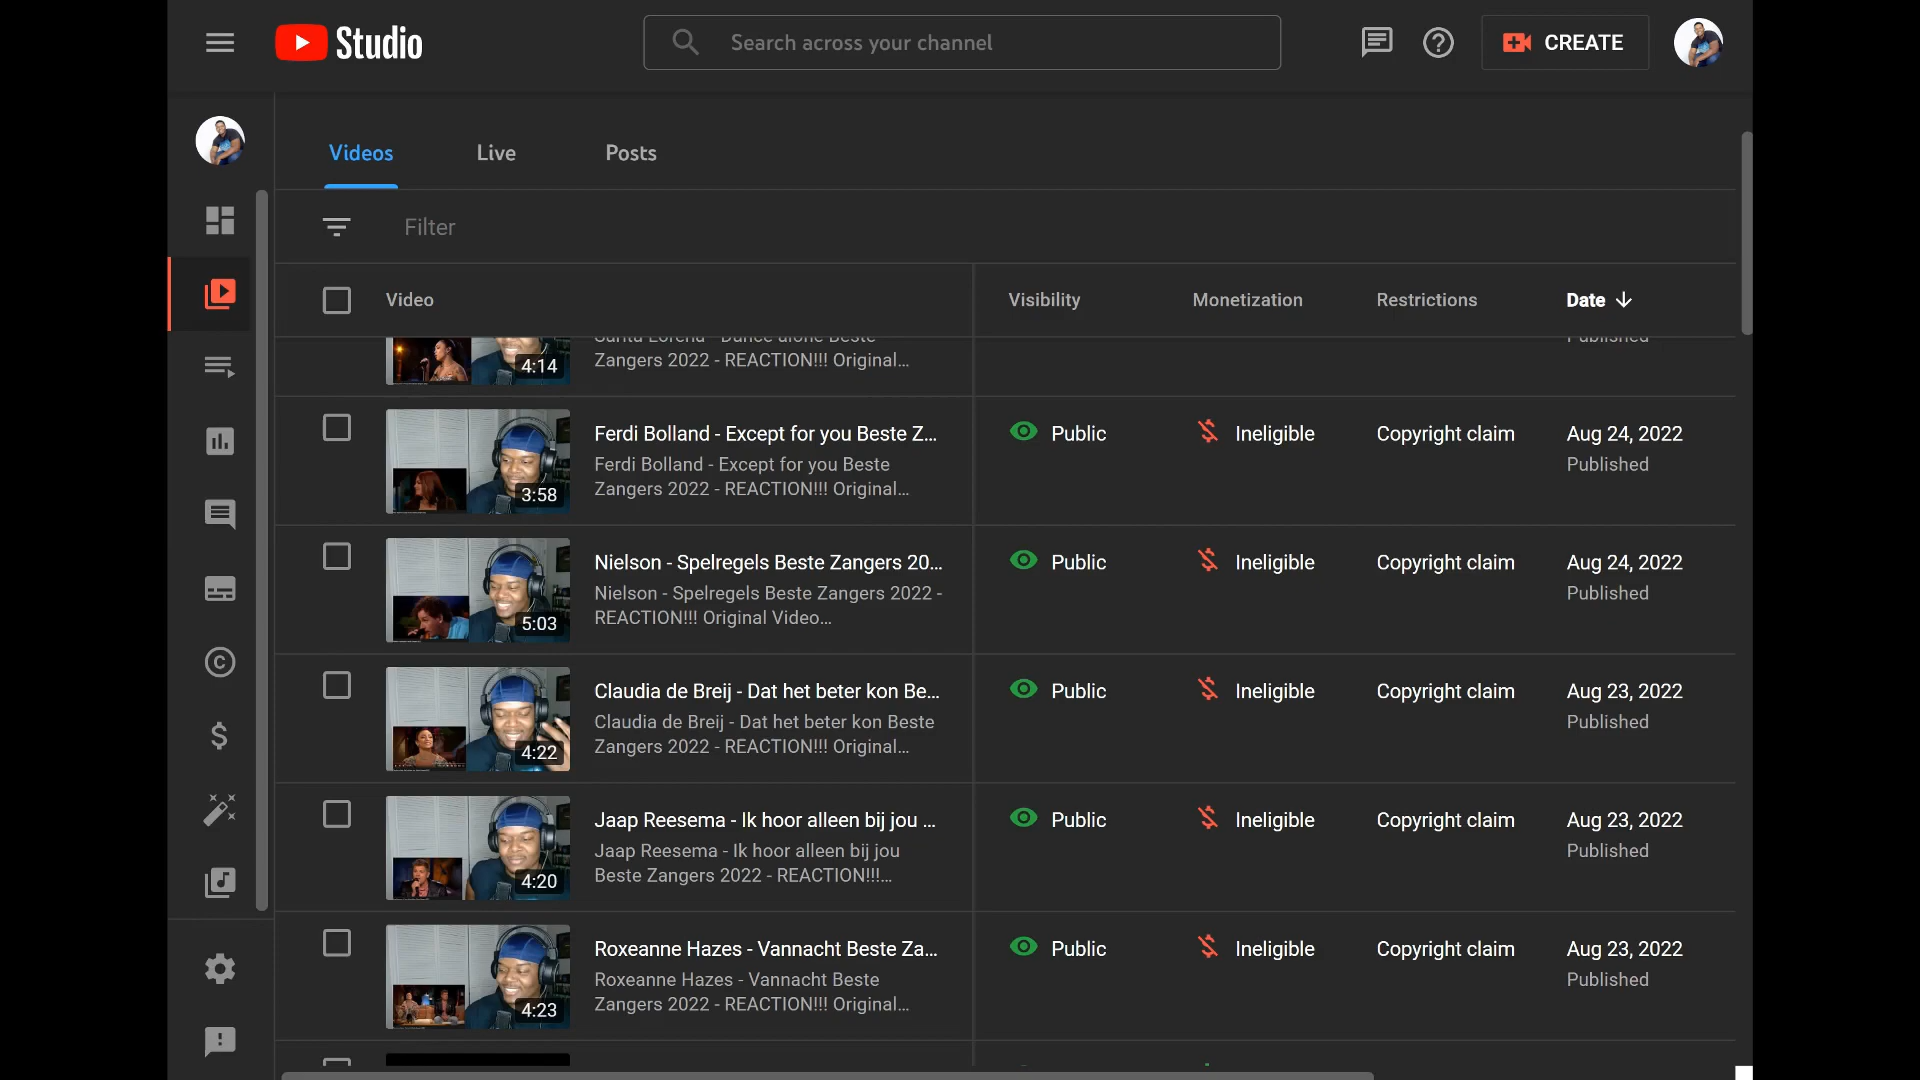 Studio
Search across your channel
CREATE
Videos
Live
Posts
Filter
Video
Visibility
Monetization
Restrictions
Date
Santa Lorena - Dance alone Beste
Zangers 2022 - REACTION!!! Original...
4:14
Published
Ferdi Bolland - Except for you Beste Z...
Ferdi Bolland - Except for you Beste
Zangers 2022 - REACTION!!! Original...
3:58
Public
Ineligible
Copyright claim
Aug 24, 2022
Published
Nielson - Spelregels Beste Zangers 20...
Nielson - Spelregels Beste Zangers 2022 -
REACTION!!! Original Video...
5:03
Public
Ineligible
Copyright claim
Aug 24, 2022
Published
Claudia de Breij - Dat het beter kon Be...
Claudia de Breij - Dat het beter kon Beste
Zangers 2022 - REACTION!!! Original...
4:22
Public
Ineligible
Copyright claim
Aug 23, 2022
Published
Jaap Reesema - Ik hoor alleen bij jou ...
Jaap Reesema - Ik hoor alleen bij jou
Beste Zangers 2022 - REACTION!!!...
4:20
Public
Ineligible
Copyright claim
Aug 23, 2022
Published
Roxeanne Hazes - Vannacht Beste Za...
Roxeanne Hazes - Vannacht Beste
Zangers 2022 - REACTION!!! Original...
4:23
Public
Ineligible
Copyright claim
Aug 23, 2022
Published